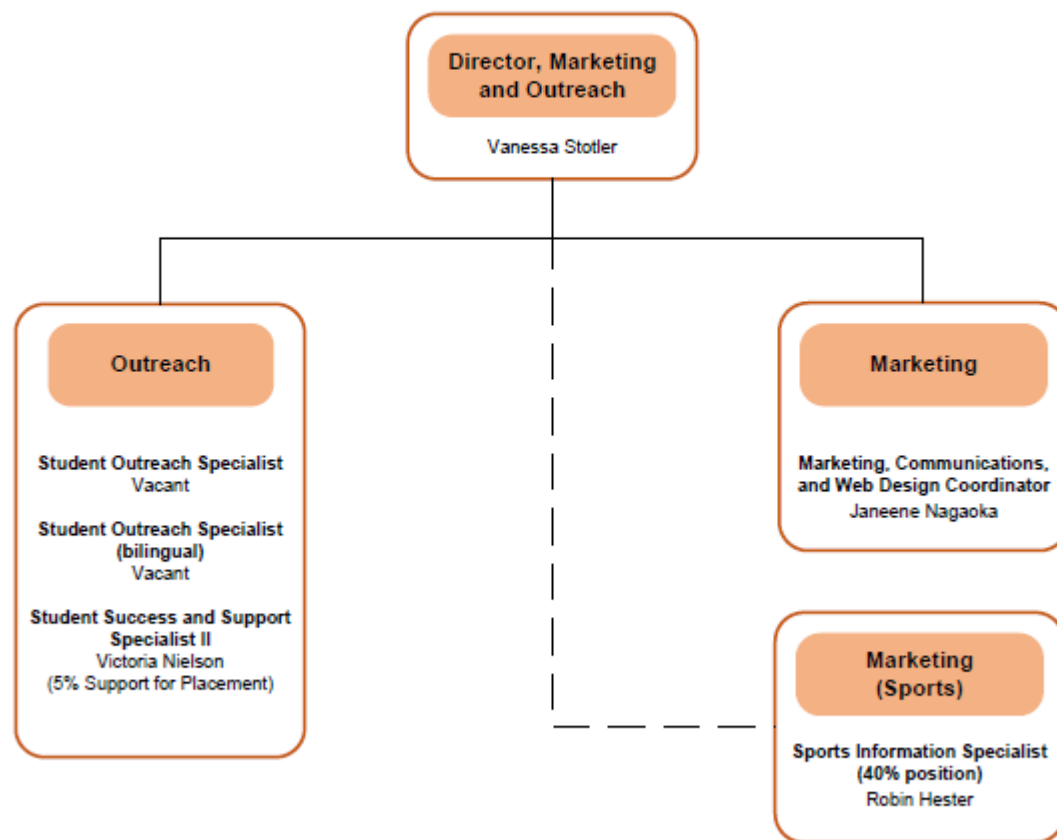 Director, Marketing
and Outreach
Vanessa Stotler
Outreach
Student Outreach Specialist
Vacant
Student Outreach Specialist
(bilingual)
Vacant
Student Success and Support
Specialist II
Victoria Nielson
(5% Support for Placement)
Marketing
Marketing, Communications,
and Web Design Coordinator
Janeene Nagaoka
Marketing
(Sports)
Sports Information Specialist
(40% position)
Robin Hester